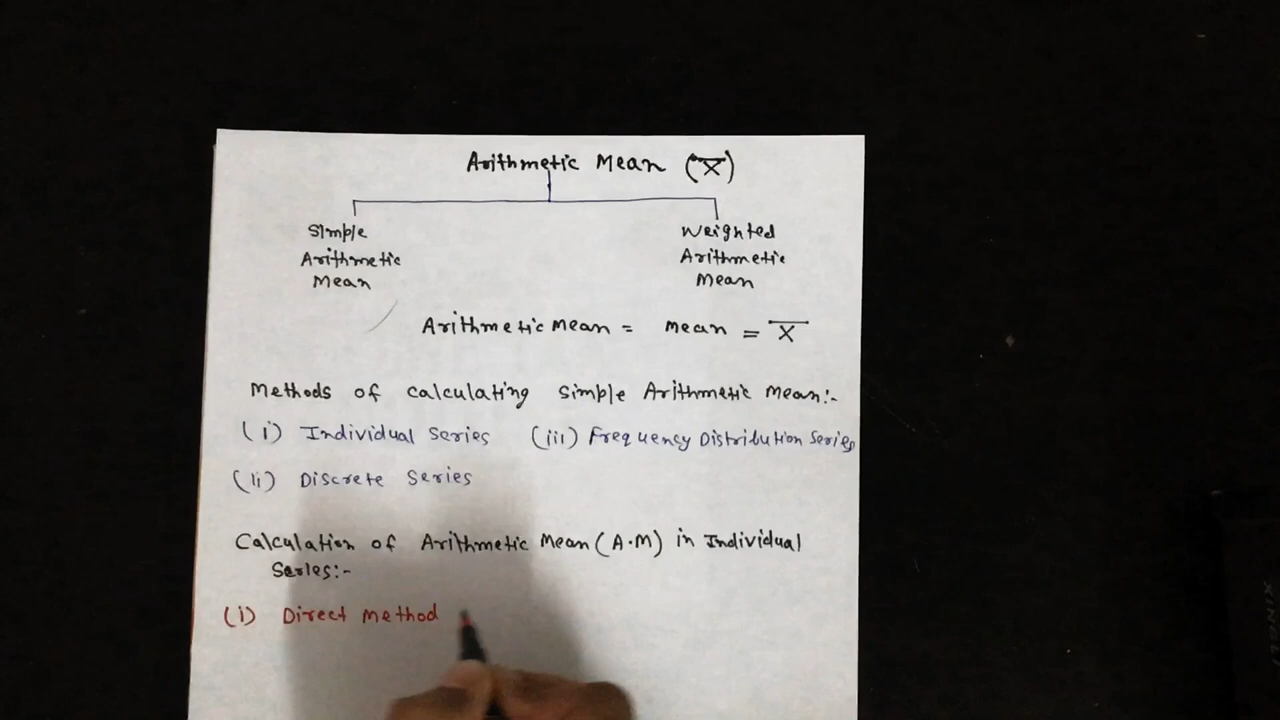 Arithmetic Mean (X̅)
Simple
Arithmetic
Mean
Weighted
Arithmetic
Mean
Arithmetic Mean = Mean = X̅
Methods of calculating Simple Arithmetic Mean:-
(i) Individual Series (iii) Frequency Distribution Series
(ii) Discrete Series
Calculation of Arithmetic Mean (A.M) in Individual
Series:-
(i) Direct Method